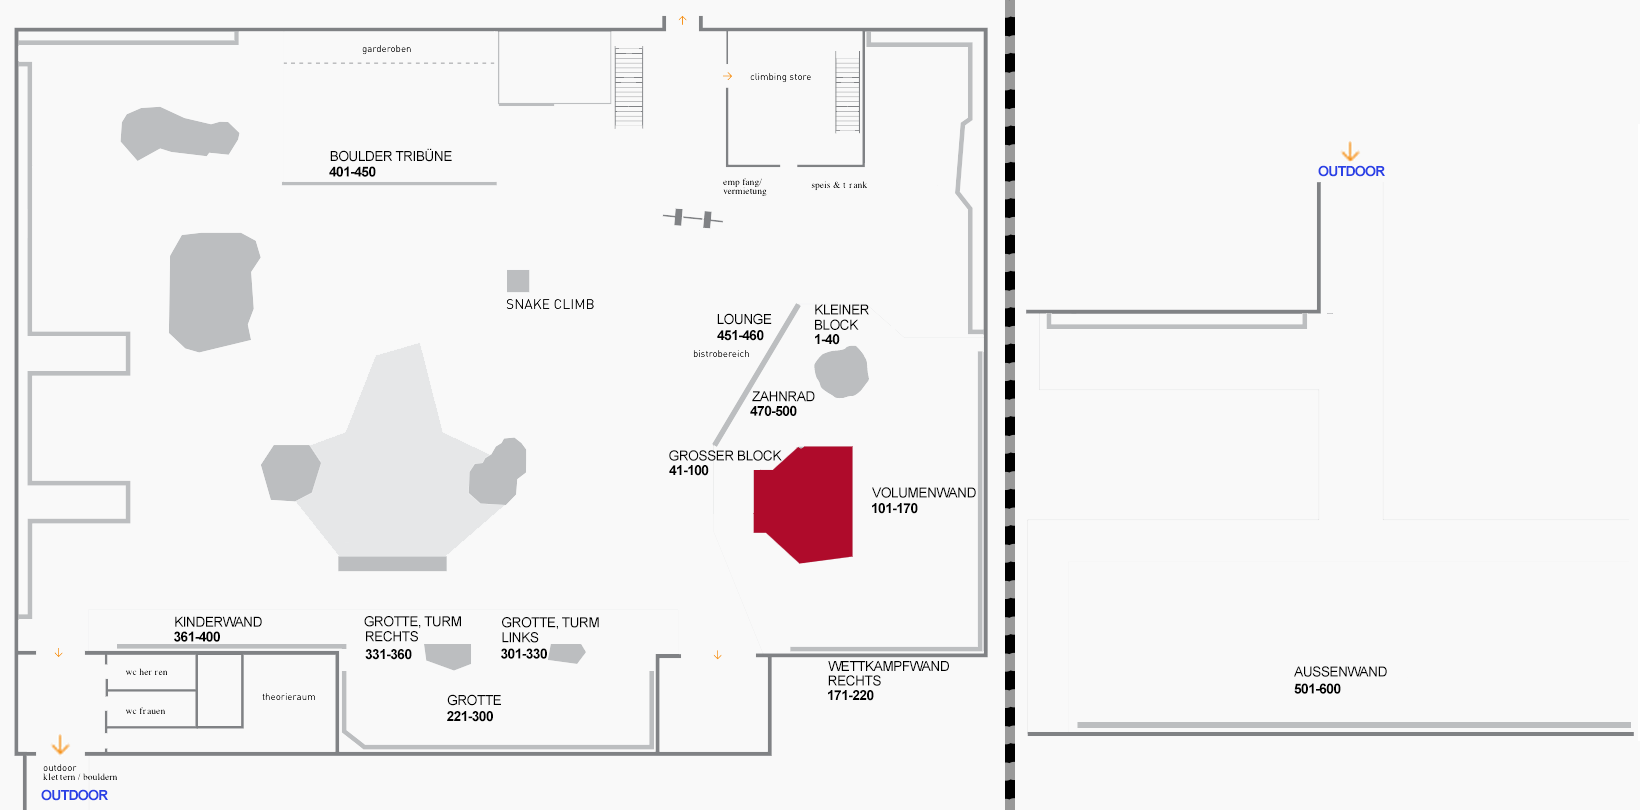 garderoben
climbing store
BOULDER TRIBÜNE
401-450
emp fang/
vermietung
speis & t rank
SNAKE CLIMB
LOUNGE
451-460
bistrobereich
KLEINER
BLOCK
1-40
ZAHNRAD
470-500
GROSSER BLOCK
41-100
VOLUMENWAND
101-170
KINDERWAND
361-400
GROTTE, TURM
RECHTS
331-360
GROTTE, TURM
LINKS
301-330
WETTKAMPFWAND
RECHTS
171-220
wc her ren
wc frauen
theorieraum
GROTTE
221-300
outdoor
klettern / bouldern
OUTDOOR
OUTDOOR
AUSSENWAND
501-600